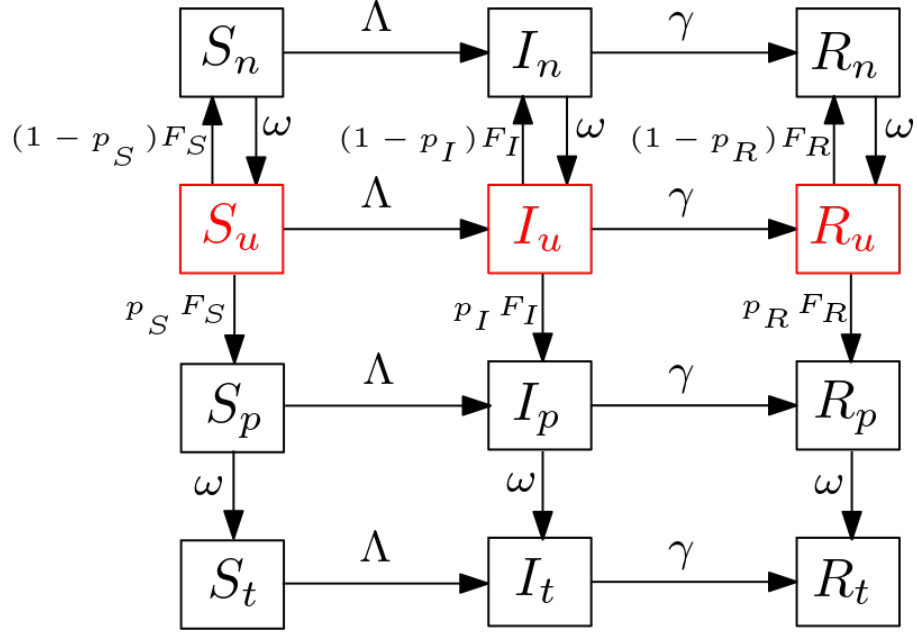 Λ γ
S_n I_n R_n
(1 - p_S)F_S ω (1 - p_I)F_I ω (1 - p_R)F_R ω
Λ γ
S_u I_u R_u
p_S F_S p_I F_I p_R F_R
Λ γ
S_p I_p R_p
ω ω ω
Λ γ
S_t I_t R_t